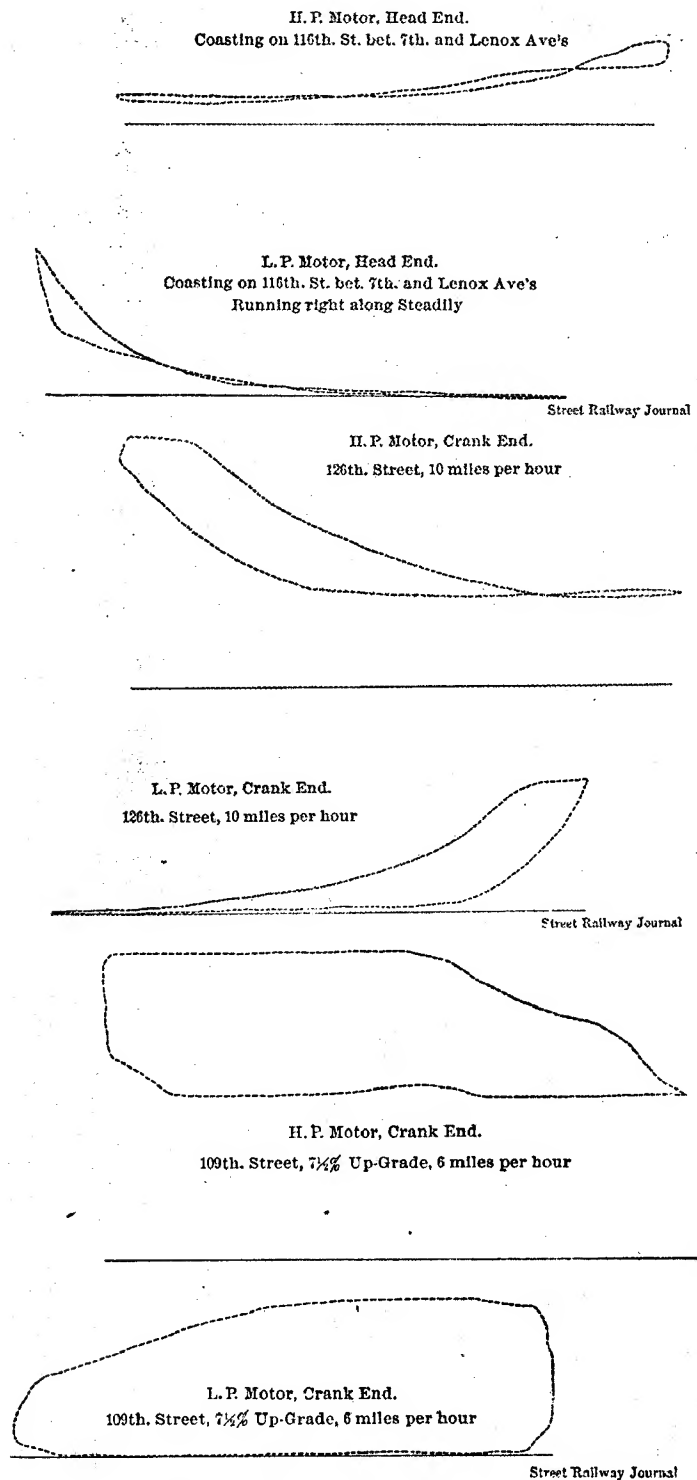 H. P. Motor, Head End.
Coasting on 116th. St. bet. 7th. and Lenox Ave's
L. P. Motor, Head End.
Coasting on 116th. St. bet. 7th. and Lenox Ave's
Running right along Steadily
Street Railway Journal
H. P. Motor, Crank End.
126th. Street, 10 miles per hour
L. P. Motor, Crank End.
126th. Street, 10 miles per hour
Street Railway Journal
H. P. Motor, Crank End.
109th. Street, 7½% Up-Grade, 6 miles per hour
L. P. Motor, Crank End.
109th. Street, 7½% Up-Grade, 6 miles per hour
Street Railway Journal